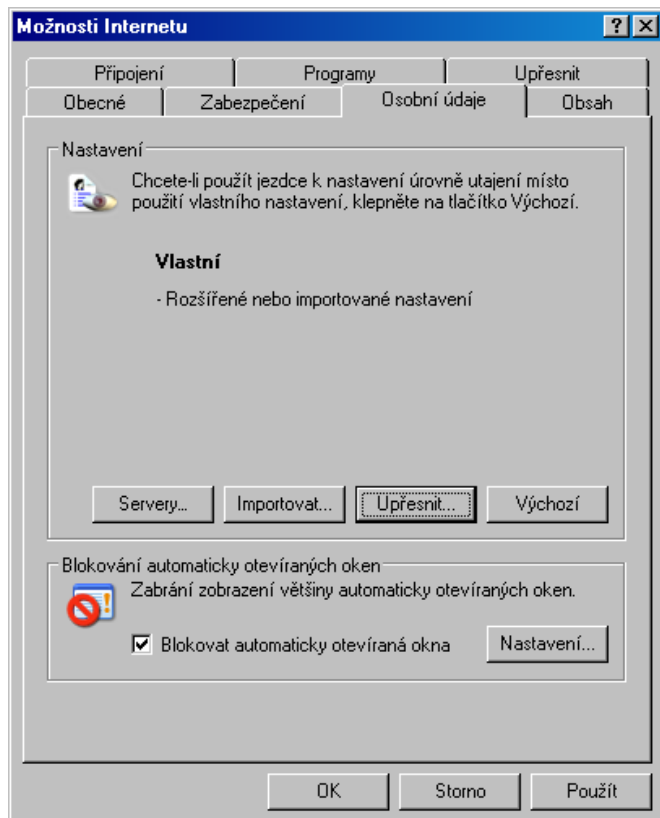 Možnosti Internetu
Připojení Programy Upřesnit
Obecné Zabezpečení Osobní údaje Obsah
Nastavení
Chcete-li použít jezdce k nastavení úrovně utajení místo
použití vlastního nastavení, klepněte na tlačítko Výchozí.
Vlastní
- Rozšířené nebo importované nastavení
Servery... Importovat... Upřesnit... Výchozí
Blokování automaticky otevíraných oken
Zabrání zobrazení většiny automaticky otevíraných oken.
Blokovat automaticky otevíraná okna Nastavení...
OK Storno Použít